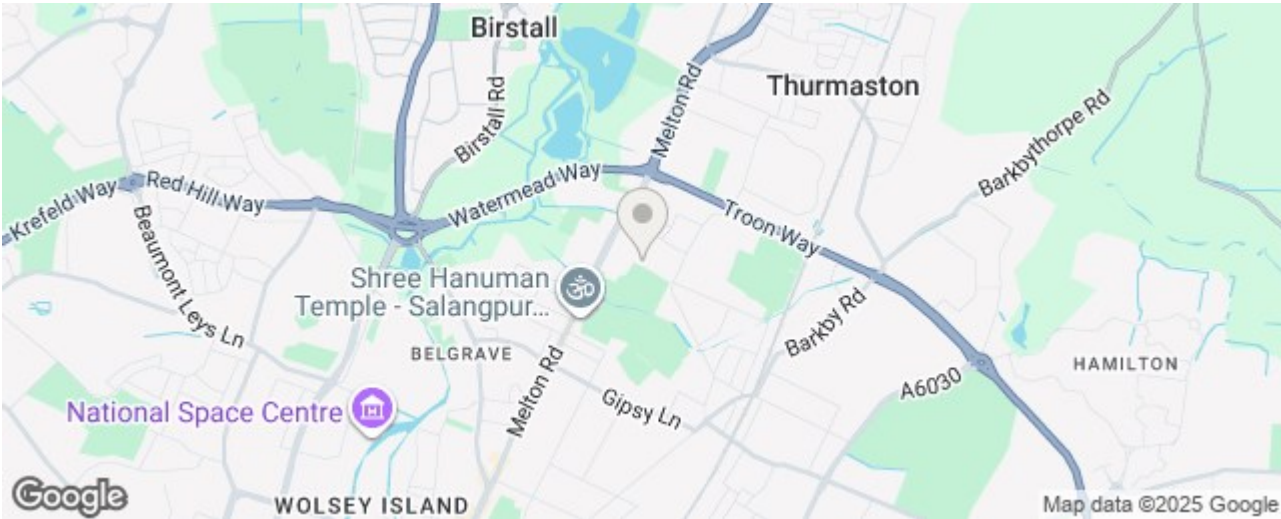 Birstall
Thurmaston
Melton Rd
Birstall Rd
Barkbythorpe Rd
Krefeld Way
Red Hill Way
Watermead Way
Troon Way
Beaumont Leys Ln
Shree Hanuman
Temple - Salangpur...
ॐ
Barkby Rd
BELGRAVE
HAMILTON
A6030
Melton Rd
Gipsy Ln
National Space Centre
WOLSEY ISLAND
Google
Map data ©2025 Google